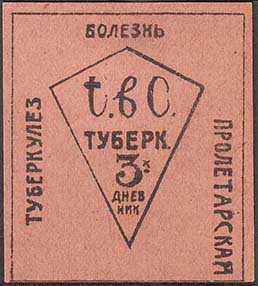 БОЛЕЗНЬ
ТУБЕРКУЛЕЗ
t.b C.
ТУБЕРК.
3х
ДНЕВ
НИК
ПРОЛЕТАРСКАЯ